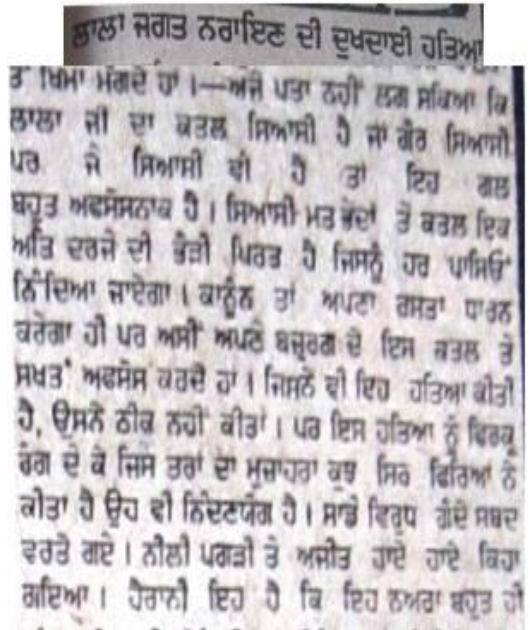 ਲਾਲਾ ਜਗਤ ਨਰਾਇਣ ਦੀ ਦੁਖਦਾਈ ਹਤਿਆ
ਤੋਂ ਖਿਮਾ ਮੰਗਦੇ ਹਾਂ ।—ਅਜੇ ਪਤਾ ਨਹੀਂ ਲਗ ਸਕਿਆ ਕਿ
ਲਾਲਾ ਜੀ ਦਾ ਕਤਲ ਸਿਆਸੀ ਹੈ ਜਾਂ ਗੈਰ ਸਿਆਸੀ
ਪਰ ਜੇ ਸਿਆਸੀ ਵੀ ਹੈ ਤਾਂ ਇਹ ਗਲ
ਬਹੁਤ ਅਫਸੋਸਨਾਕ ਹੈ । ਸਿਆਸੀ ਮਤ ਭੇਦਾਂ ਤੇ ਕਤਲ ਇਕ
ਅਤਿ ਦਰਜੇ ਦੀ ਭੈੜੀ ਪਿਰਤ ਹੈ ਜਿਸਨੂੰ ਹਰ ਪਾਸਿਓਂ
ਨਿੰਦਿਆ ਜਾਏਗਾ । ਕਾਨੂੰਨ ਤਾਂ ਅਪਣਾ ਰਸਤਾ ਧਾਰਨ
ਕਰੇਗਾ ਹੀ ਪਰ ਅਸੀਂ ਅਪਣੇ ਬਜ਼ੁਰਗ ਦੇ ਇਸ ਕਤਲ ਤੇ
ਸਖਤ ਅਫਸੋਸ ਕਰਦੇ ਹਾਂ । ਜਿਸਨੇ ਵੀ ਇਹ ਹਤਿਆ ਕੀਤੀ
ਹੈ, ਉਸਨੇ ਠੀਕ ਨਹੀਂ ਕੀਤਾ । ਪਰ ਇਸ ਹਤਿਆ ਨੂੰ ਫਿਰਕੂ
ਰੰਗ ਦੇ ਕੇ ਜਿਸ ਤਰਾਂ ਦਾ ਮੁਜ਼ਾਹਰਾ ਕੁਝ ਸਿਰ ਫਿਰਿਆਂ ਨੇ
ਕੀਤਾ ਹੈ ਉਹ ਵੀ ਨਿੰਦਣਯੋਗ ਹੈ । ਸਾਡੇ ਵਿਰੁਧ ਗੰਦੇ ਸਬਦ
ਵਰਤੇ ਗਏ । ਨੀਲੀ ਪਗੜੀ ਤੇ ਅਜੀਤ ਹਾਏ ਹਾਏ ਕਿਹਾ
ਗਇਆ । ਹੈਰਾਨੀ ਇਹ ਹੈ ਕਿ ਇਹ ਨਅਰਾ ਬਹੁਤ ਹੀ